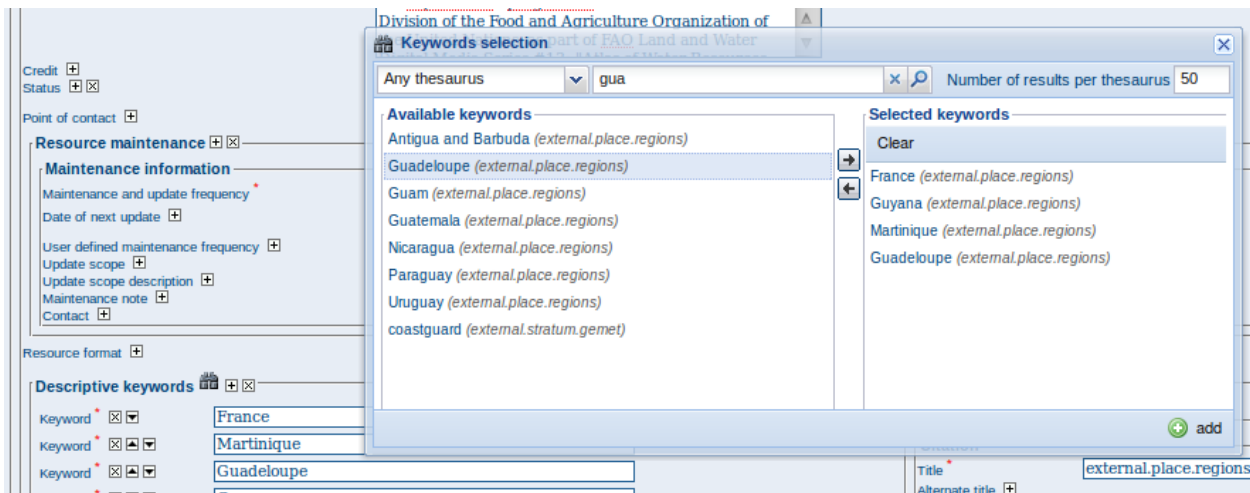 Division of the Food and Agriculture Organization of
Keywords selection
part of FAO Land and Water
Credit
Status
Any thesaurus
gua
Number of results per thesaurus 50
Point of contact
Available keywords
Selected keywords
Resource maintenance
Antigua and Barbuda (external.place.regions)
Clear
Maintenance information
Guadeloupe (external.place.regions)
France (external.place.regions)
Maintenance and update frequency *
Guam (external.place.regions)
Guyana (external.place.regions)
Date of next update
Guatemala (external.place.regions)
Martinique (external.place.regions)
User defined maintenance frequency
Nicaragua (external.place.regions)
Guadeloupe (external.place.regions)
Update scope
Paraguay (external.place.regions)
Update scope description
Uruguay (external.place.regions)
Maintenance note
Contact
coastguard (external.stratum.gemet)
Resource format
Descriptive keywords
Keyword * France
add
Keyword * Martinique
Keyword * Guadeloupe
Title * external.place.regions
Alternate title